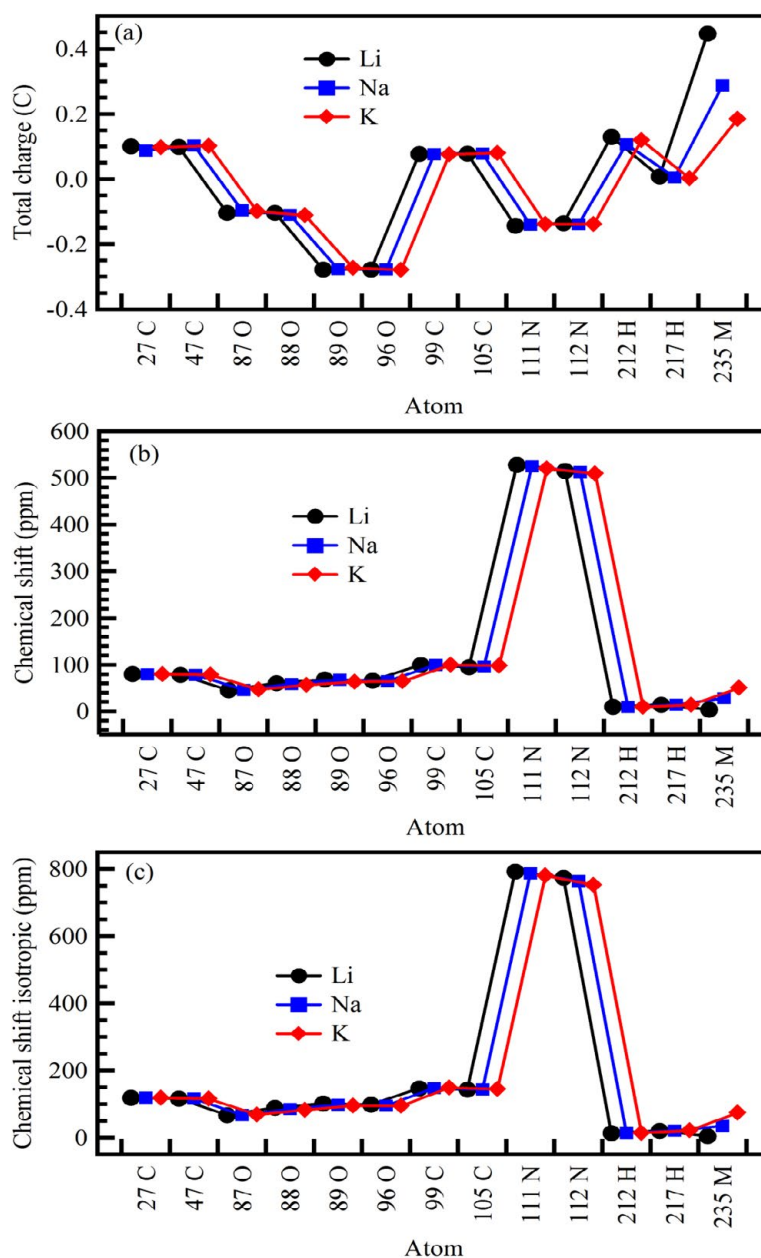 (a)
Li
Na
K
Total charge (C)
0.4
0.2
0.0
-0.2
-0.4
27 C
47 C
87 O
88 O
89 O
96 O
99 C
105 C
111 N
112 N
212 H
217 H
235 M
Atom
(b)
Li
Na
K
Chemical shift (ppm)
600
500
400
300
200
100
0
27 C
47 C
87 O
88 O
89 O
96 O
99 C
105 C
111 N
112 N
212 H
217 H
235 M
Atom
(c)
Li
Na
K
Chemical shift isotropic (ppm)
800
600
400
200
0
27 C
47 C
87 O
88 O
89 O
96 O
99 C
105 C
111 N
112 N
212 H
217 H
235 M
Atom